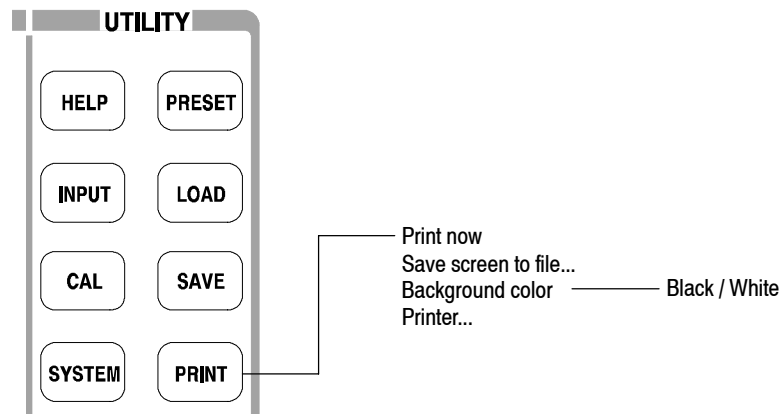 UTILITY
HELP PRESET
INPUT LOAD
CAL SAVE
SYSTEM PRINT
Print now
Save screen to file...
Background color Black / White
Printer...